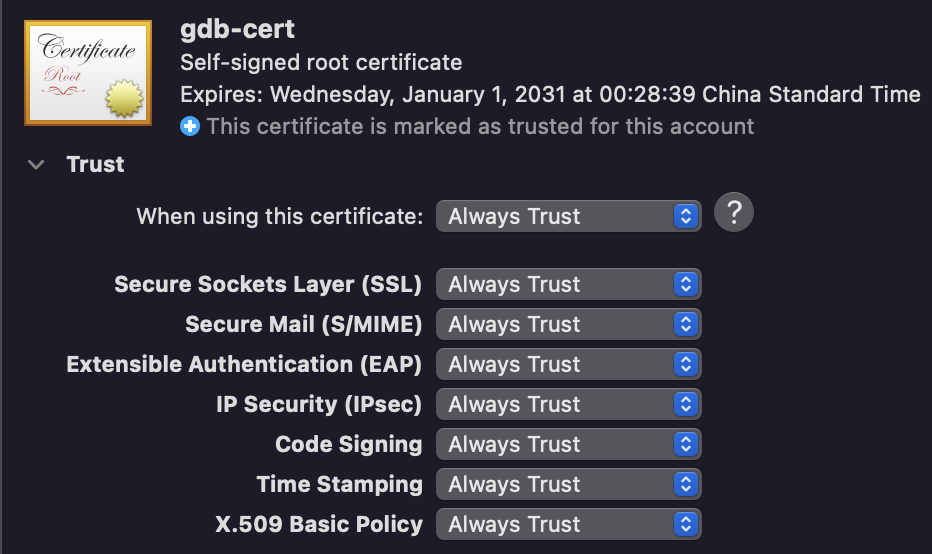 Certificate
Root
gdb-cert
Self-signed root certificate
Expires: Wednesday, January 1, 2031 at 00:28:39 China Standard Time
This certificate is marked as trusted for this account
Trust
When using this certificate: Always Trust ?
Secure Sockets Layer (SSL) Always Trust
Secure Mail (S/MIME) Always Trust
Extensible Authentication (EAP) Always Trust
IP Security (IPsec) Always Trust
Code Signing Always Trust
Time Stamping Always Trust
X.509 Basic Policy Always Trust